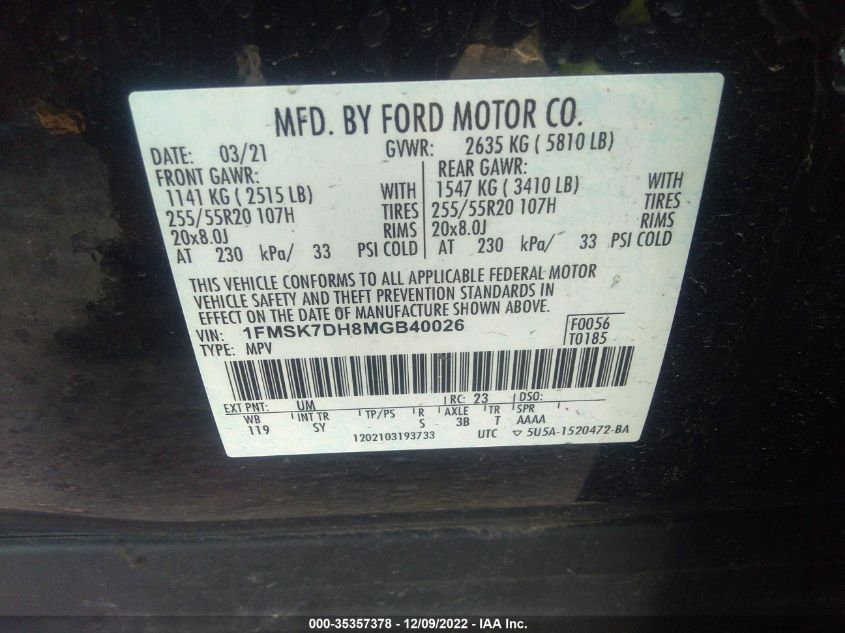 MFD. BY FORD MOTOR CO.
DATE: 03/21 GVWR: 2635 KG ( 5810 LB)
FRONT GAWR: REAR GAWR:
1141 KG ( 2515 LB) WITH 1547 KG ( 3410 LB) WITH
255/55R20 107H TIRES 255/55R20 107H TIRES
20x8.0J RIMS 20x8.0J RIMS
AT 230 kPa/ 33 PSI COLD AT 230 kPa/ 33 PSI COLD
THIS VEHICLE CONFORMS TO ALL APPLICABLE FEDERAL MOTOR
VEHICLE SAFETY AND THEFT PREVENTION STANDARDS IN
EFFECT ON THE DATE OF MANUFACTURE SHOWN ABOVE.
VIN: 1FMSK7DH8MGB40026 F0056
TYPE: MPV T0185
EXT PNT: UM RC: 23 DSO:
WB INT TR TP/PS R AXLE TR SPR
119 SY S 3B T AAAA
1202103193733 UTC ▽ 5U5A-1520472-BA
000-35357378 - 12/09/2022 - IAA Inc.